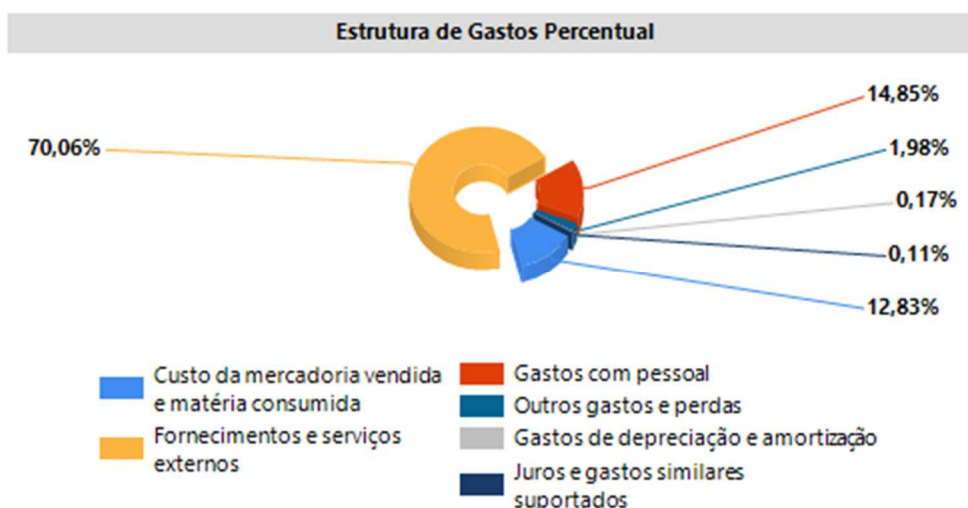 Estrutura de Gastos Percentual
70,06%
14,85%
1,98%
0,17%
0,11%
12,83%
Custo da mercadoria vendida
e matéria consumida
Fornecimentos e serviços
externos
Gastos com pessoal
Outros gastos e perdas
Gastos de depreciação e amortização
Juros e gastos similares
suportados